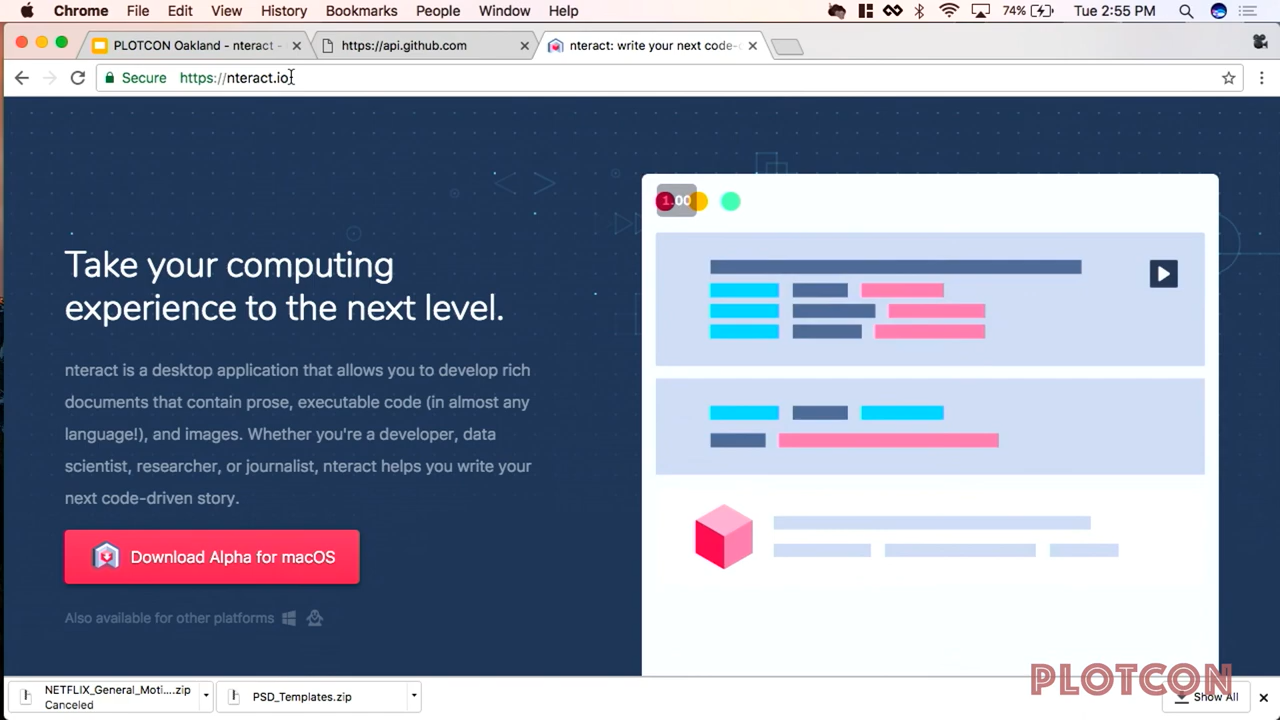 Chrome File Edit View History Bookmarks People Window Help 74% Tue 2:55 PM
PLOTCON Oakland - nteract - https://api.github.com nteract: write your next code-
Secure https://nteract.io
1.00
Take your computing
experience to the next level.
nteract is a desktop application that allows you to develop rich
documents that contain prose, executable code (in almost any
language!), and images. Whether you're a developer, data
scientist, researcher, or journalist, nteract helps you write your
next code-driven story.
Download Alpha for macOS
Also available for other platforms
PLOTCON
NETFLIX_General_Moti....zip
Canceled
PSD_Templates.zip
Show All